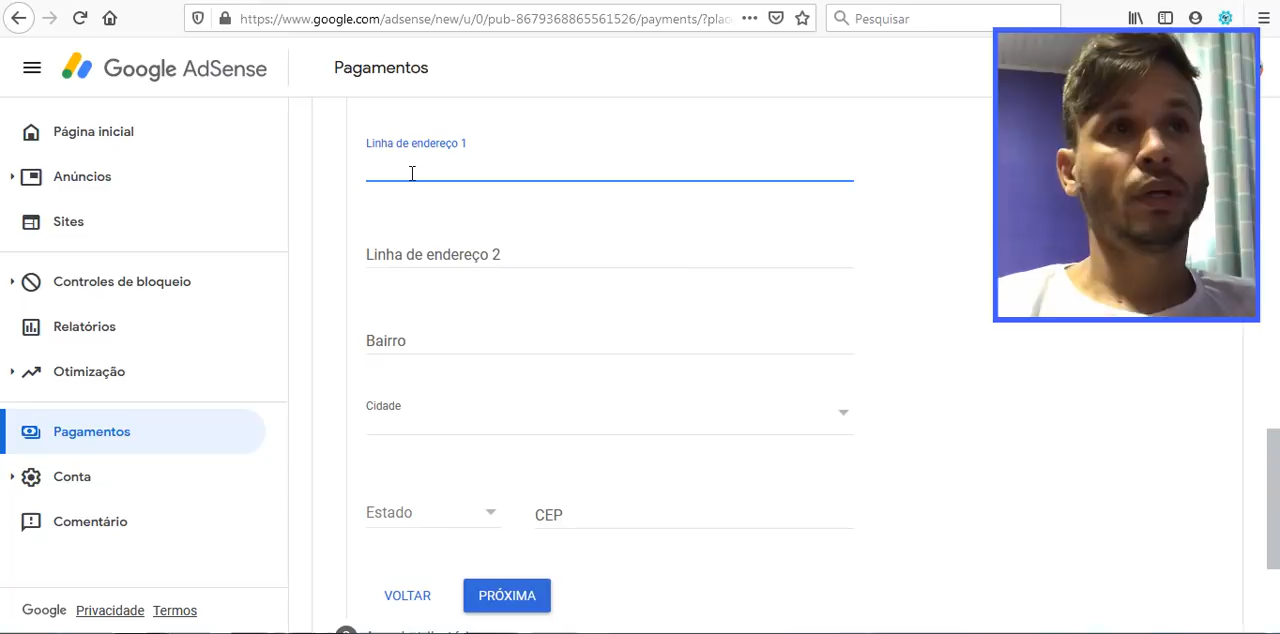 https://www.google.com/adsense/new/u/0/pub-8679368865561526/payments/?plac
Pesquisar
Google AdSense
Pagamentos
Página inicial
Anúncios
Sites
Controles de bloqueio
Relatórios
Otimização
Pagamentos
Conta
Comentário
Google Privacidade Termos
Linha de endereço 1
Linha de endereço 2
Bairro
Cidade
Estado
CEP
VOLTAR
PRÓXIMA